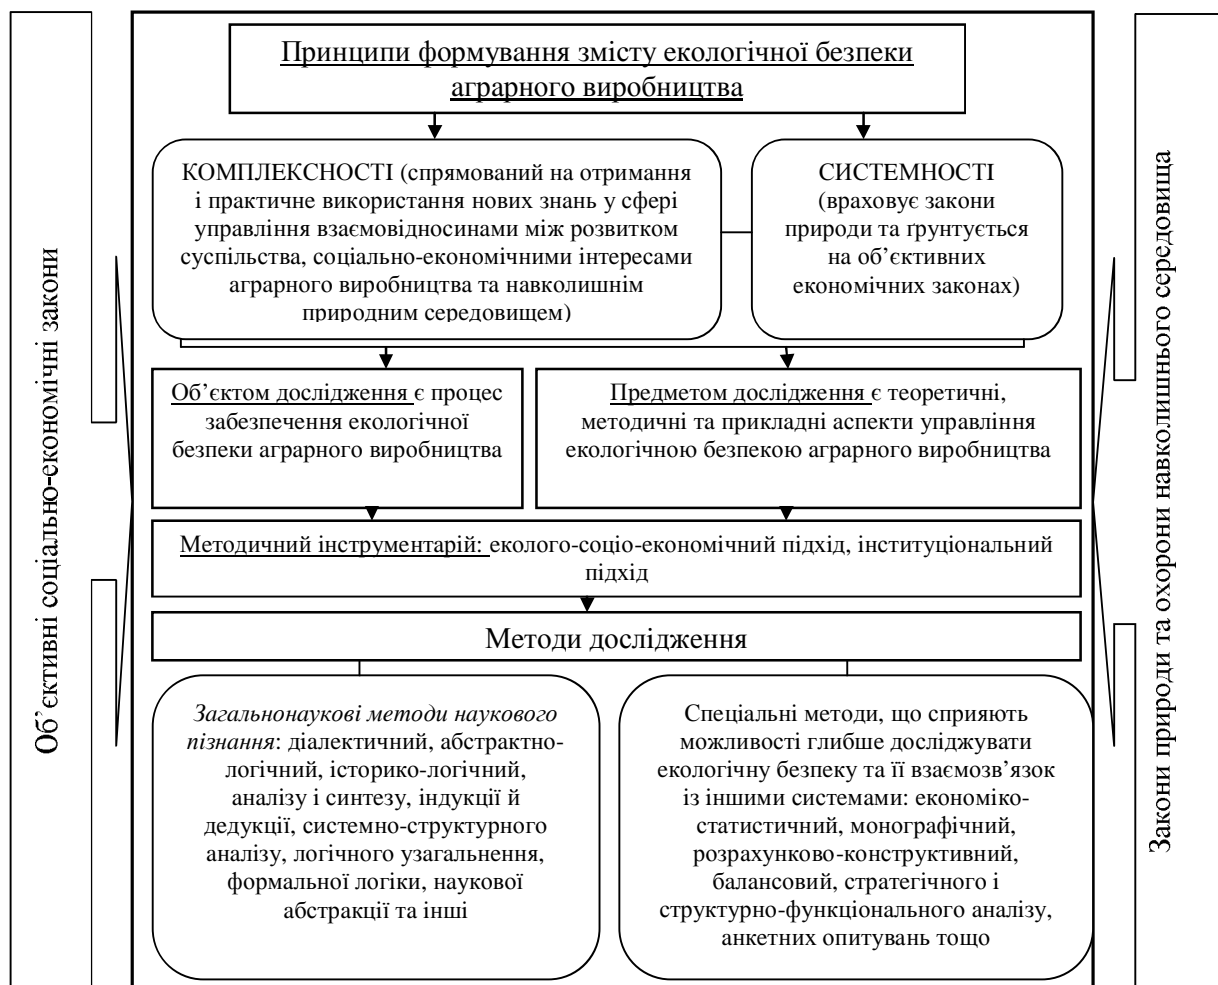 Об’єктивні соціально-економічні закони
Принципи формування змісту екологічної безпеки
аграрного виробництва
КОМПЛЕКСНОСТІ (спрямований на отримання
і практичне використання нових знань у сфері
управління взаємовідносинами між розвитком
суспільства, соціально-економічними інтересами
аграрного виробництва та навколишнім
природним середовищем)
СИСТЕМНОСТІ
(враховує закони
природи та ґрунтується
на об’єктивних
економічних законах)
Об’єктом дослідження є процес
забезпечення екологічної
безпеки аграрного виробництва
Предметом дослідження є теоретичні,
методичні та прикладні аспекти управління
екологічною безпекою аграрного виробництва
Методичний інструментарій: еколого-соціо-економічний підхід, інституціональний
підхід
Методи дослідження
Загальнонаукові методи наукового
пізнання: діалектичний, абстрактно-
логічний, історико-логічний,
аналізу і синтезу, індукції й
дедукції, системно-структурного
аналізу, логічного узагальнення,
формальної логіки, наукової
абстракції та інші
Спеціальні методи, що сприяють
можливості глибше досліджувати
екологічну безпеку та її взаємозв’язок
із іншими системами: економіко-
статистичний, монографічний,
розрахунково-конструктивний,
балансовий, стратегічного і
структурно-функціонального аналізу,
анкетних опитувань тощо
Закони природи та охорони навколишнього середовища